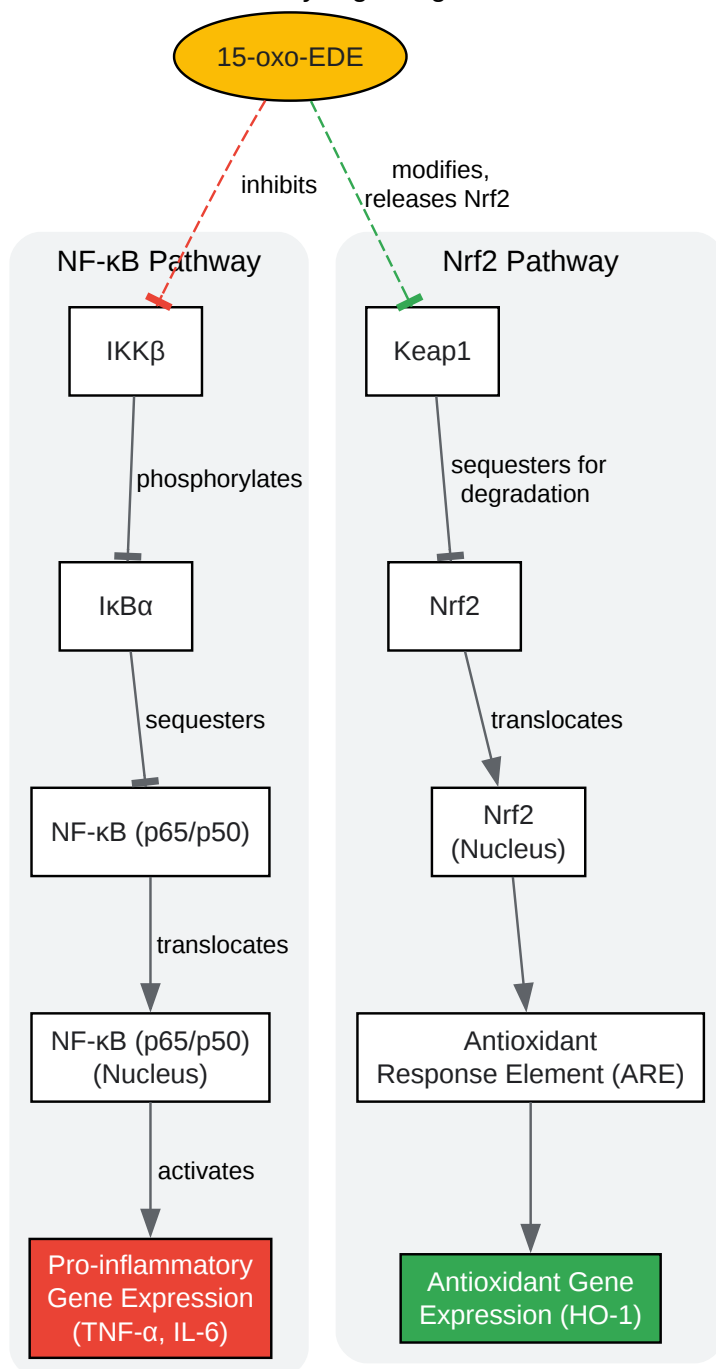 15-oxo-EDE
inhibits
modifies,
releases Nrf2
NF-κB Pathway
IKKβ
phosphorylates
IκBα
sequesters
NF-κB (p65/p50)
translocates
NF-κB (p65/p50)
(Nucleus)
activates
Pro-inflammatory
Gene Expression
(TNF-α, IL-6)
Nrf2 Pathway
Keap1
sequesters for
degradation
Nrf2
translocates
Nrf2
(Nucleus)
Antioxidant
Response Element (ARE)
Antioxidant Gene
Expression (HO-1)